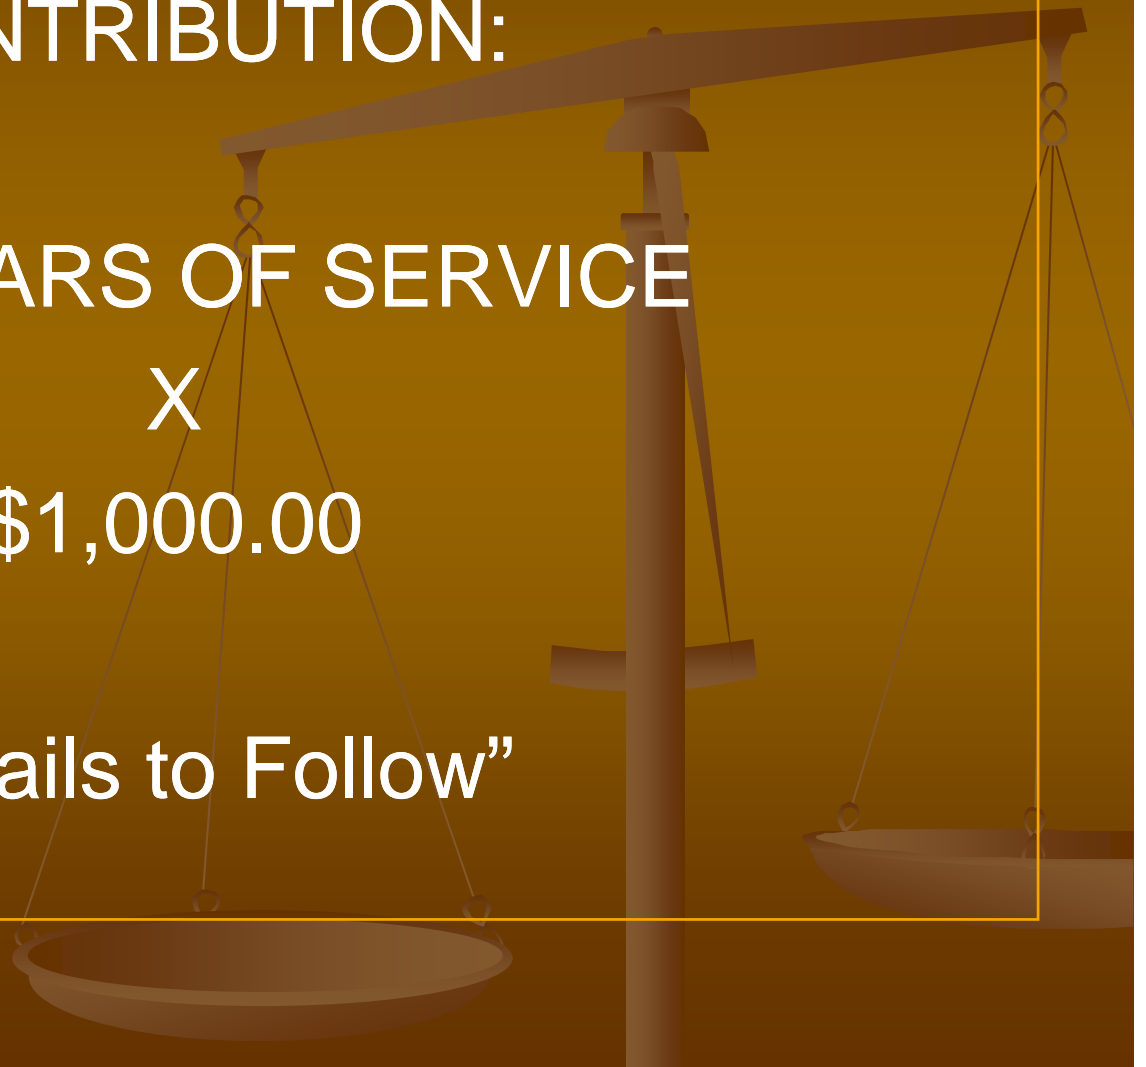 NTRIBUTION:
ARS OF SERVICE
X
$1,000.00
ails to Follow”